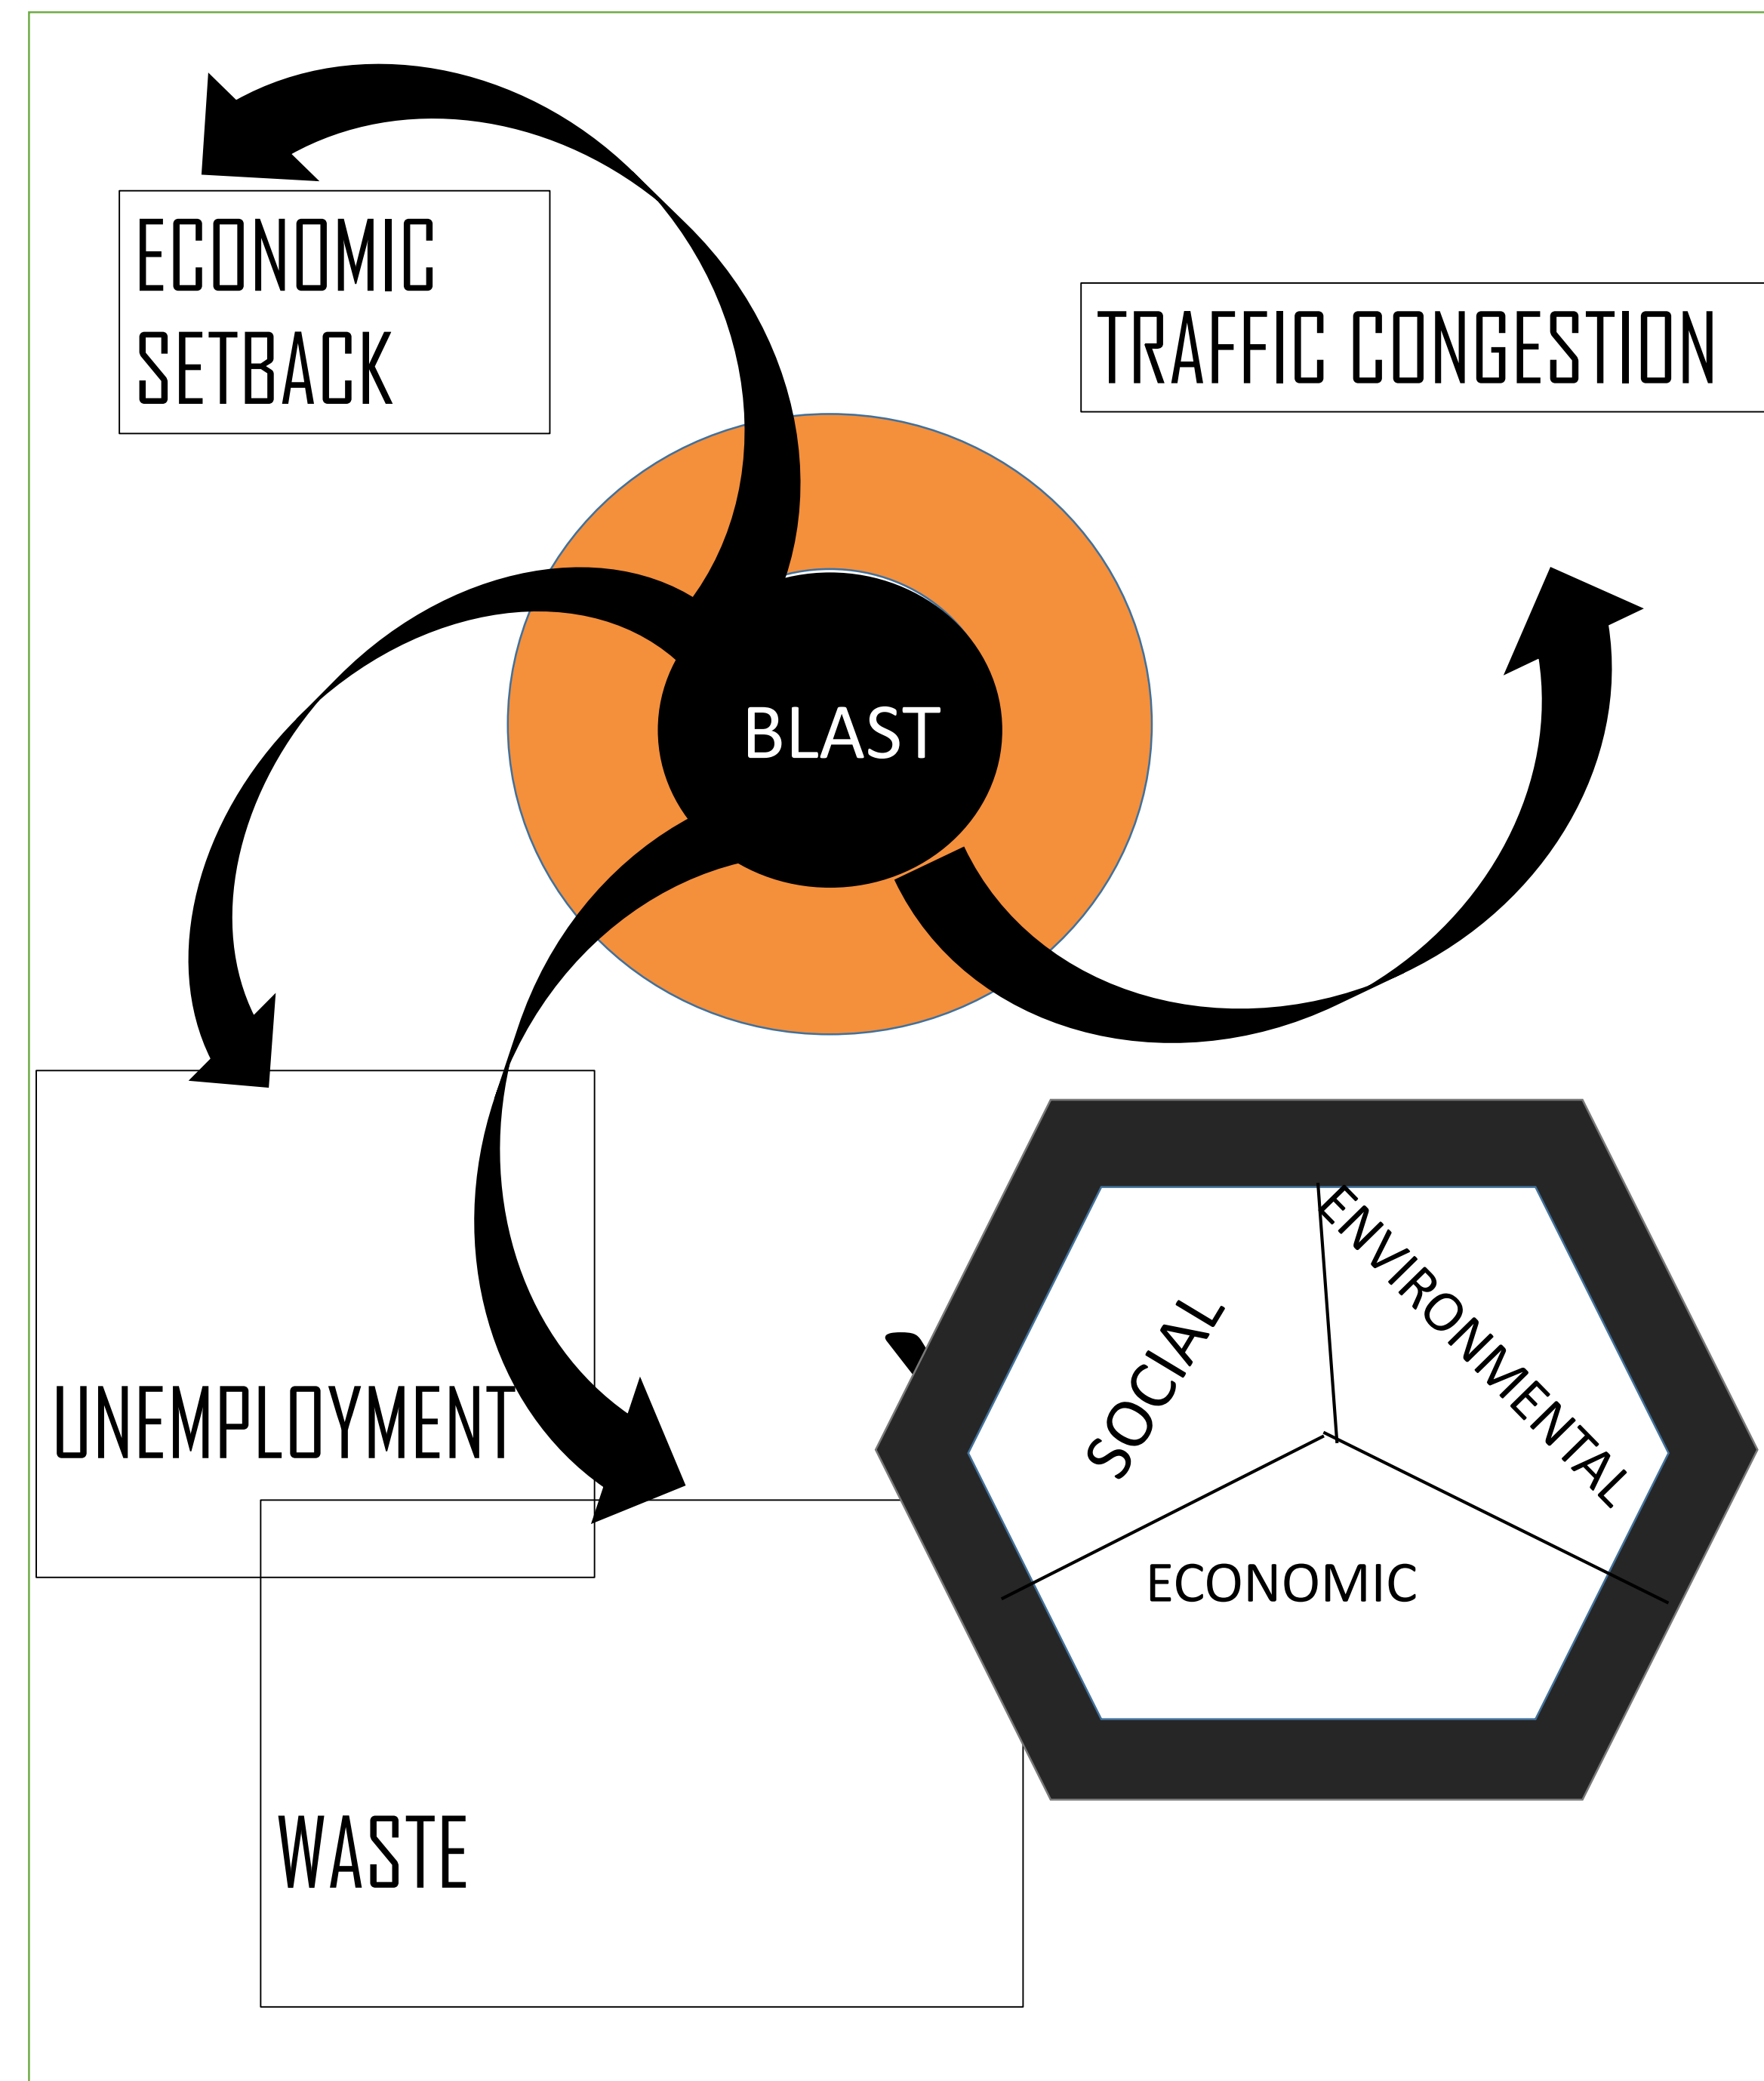 ECONOMIC
SETBACK
TRAFFIC CONGESTION
BLAST
UNEMPLOYMENT
SOCIAL
ENVIRONMENTAL
ECONOMIC
WASTE